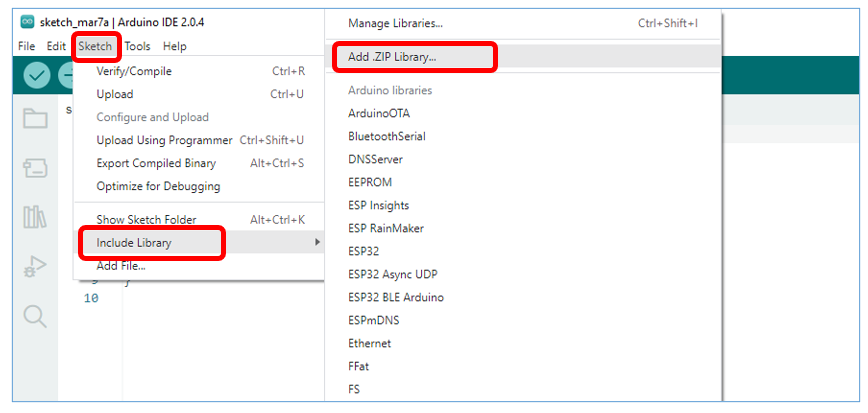 sketch_mar7a | Arduino IDE 2.0.4
File Edit Sketch Tools Help
Verify/Compile Ctrl+R
Upload Ctrl+U
Configure and Upload
Upload Using Programmer Ctrl+Shift+U
Export Compiled Binary Alt+Ctrl+S
Optimize for Debugging
Show Sketch Folder Alt+Ctrl+K
Include Library
Add File...
10
Manage Libraries... Ctrl+Shift+I
Add .ZIP Library...
Arduino libraries
ArduinoOTA
BluetoothSerial
DNSServer
EEPROM
ESP Insights
ESP RainMaker
ESP32
ESP32 Async UDP
ESP32 BLE Arduino
ESPmDNS
Ethernet
FFat
FS